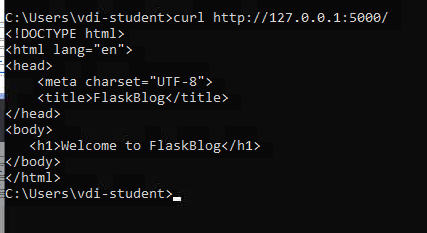 C:\Users\vdi-student>curl http://127.0.0.1:5000/
<!DOCTYPE html>
<html lang="en">
<head>
    <meta charset="UTF-8">
    <title>FlaskBlog</title>
</head>
<body>
   <h1>Welcome to FlaskBlog</h1>
</body>
</html>
C:\Users\vdi-student>